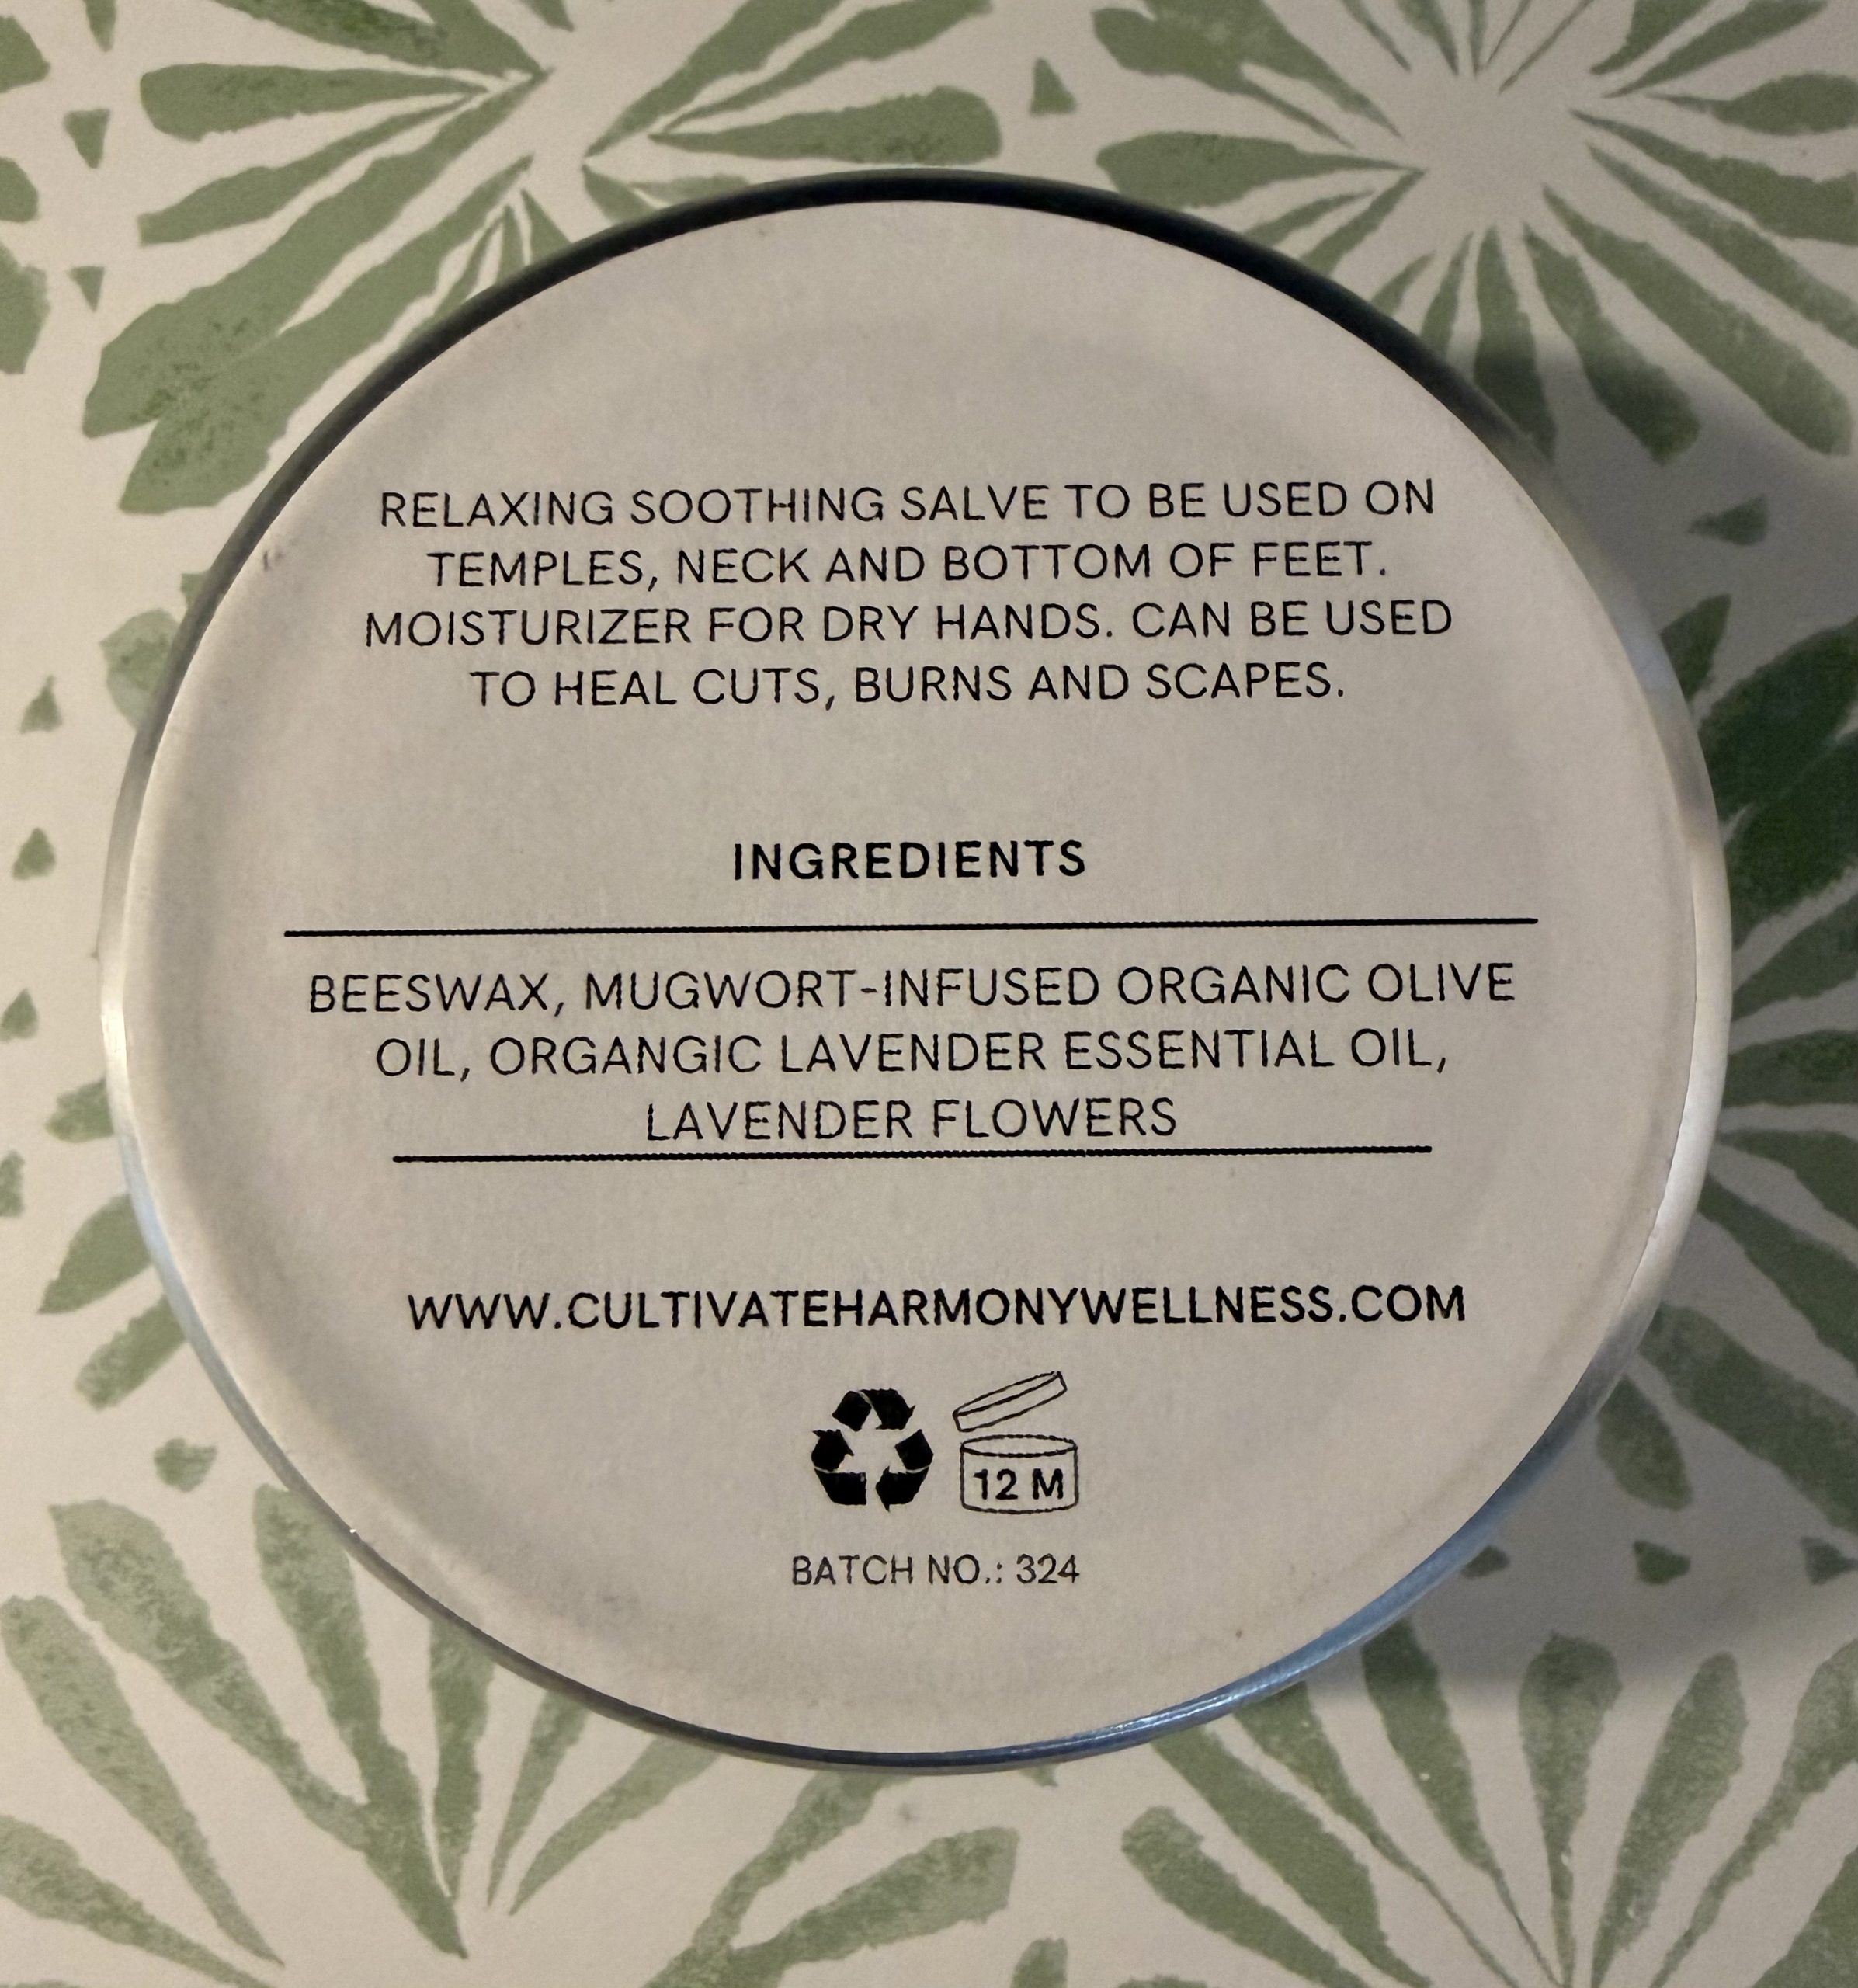 RELAXING SOOTHING SALVE TO BE USED ON
TEMPLES, NECK AND BOTTOM OF FEET.
MOISTURIZER FOR DRY HANDS. CAN BE USED
TO HEAL CUTS, BURNS AND SCAPES.
INGREDIENTS
BEESWAX, MUGWORT-INFUSED ORGANIC OLIVE
OIL, ORGANGIC LAVENDER ESSENTIAL OIL,
LAVENDER FLOWERS
WWW.CULTIVATEHARMONYWELLNESS.COM
12 M
BATCH NO.: 324